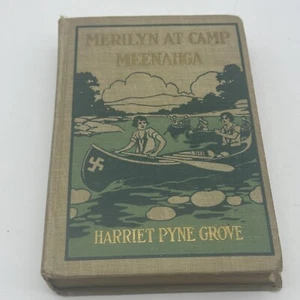 MERILYN AT CAMP
MEENAHGA
HARRIET PYNE GROVE